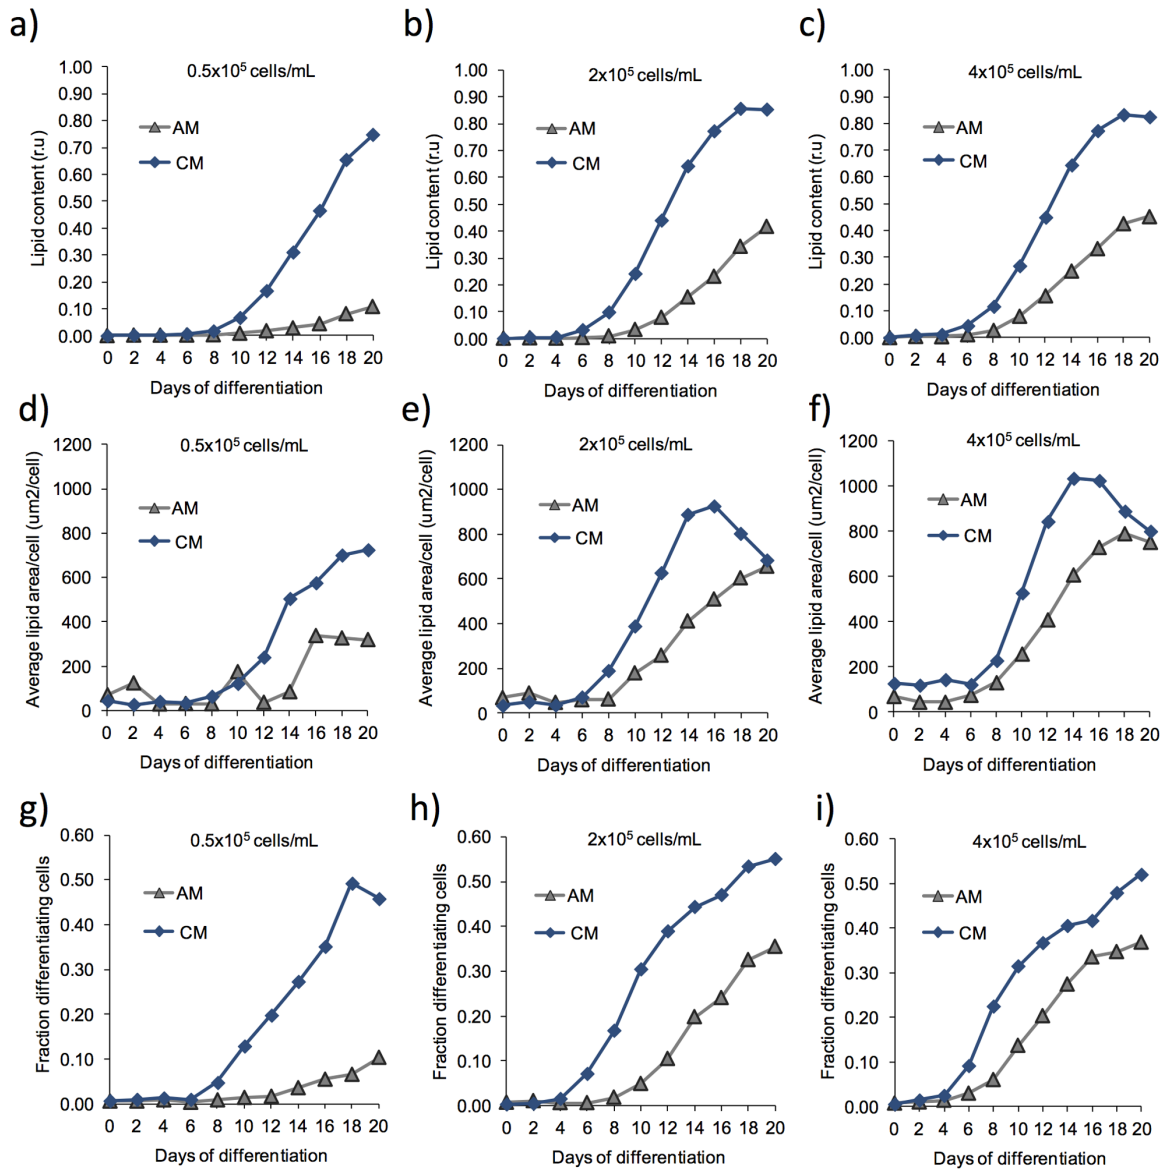 a)
0.5x10⁵ cells/mL
Lipid content (r.u)
1.00
0.90
0.80
0.70
0.60
0.50
0.40
0.30
0.20
0.10
0.00
AM
CM
0 2 4 6 8 10 12 14 16 18 20
Days of differentiation
b)
2x10⁵ cells/mL
Lipid content (r.u)
1.00
0.90
0.80
0.70
0.60
0.50
0.40
0.30
0.20
0.10
0.00
AM
CM
0 2 4 6 8 10 12 14 16 18 20
Days of differentiation
c)
4x10⁵ cells/mL
Lipid content (r.u)
1.00
0.90
0.80
0.70
0.60
0.50
0.40
0.30
0.20
0.10
0.00
AM
CM
0 2 4 6 8 10 12 14 16 18 20
Days of differentiation
d)
0.5x10⁵ cells/mL
Average lipid area/cell (um2/cell)
1200
1000
800
600
400
200
0
AM
CM
0 2 4 6 8 10 12 14 16 18 20
Days of differentiation
e)
2x10⁵ cells/mL
Average lipid area/cell (um2/cell)
1200
1000
800
600
400
200
0
AM
CM
0 2 4 6 8 10 12 14 16 18 20
Days of differentiation
f)
4x10⁵ cells/mL
Average lipid area/cell (um2/cell)
1200
1000
800
600
400
200
0
AM
CM
0 2 4 6 8 10 12 14 16 18 20
Days of differentiation
g)
0.5x10⁵ cells/mL
Fraction differentiating cells
0.60
0.50
0.40
0.30
0.20
0.10
0.00
AM
CM
0 2 4 6 8 10 12 14 16 18 20
Days of differentiation
h)
2x10⁵ cells/mL
Fraction differentiating cells
0.60
0.50
0.40
0.30
0.20
0.10
0.00
AM
CM
0 2 4 6 8 10 12 14 16 18 20
Days of differentiation
i)
4x10⁵ cells/mL
Fraction differentiating cells
0.60
0.50
0.40
0.30
0.20
0.10
0.00
AM
CM
0 2 4 6 8 10 12 14 16 18 20
Days of differentiation